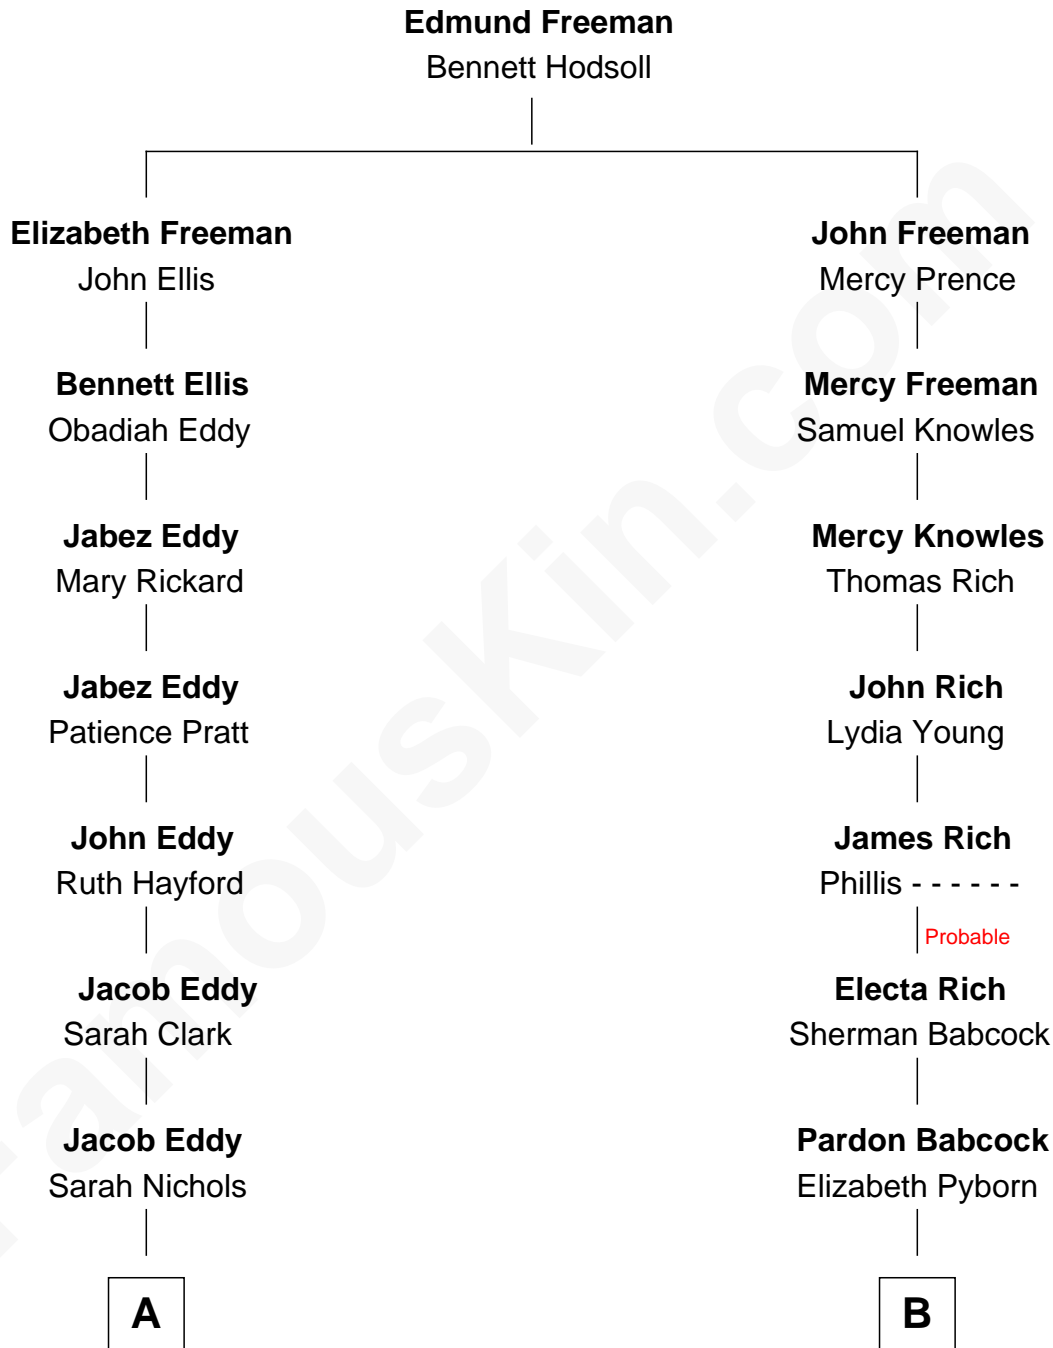 Edmund Freeman
Bennett Hodsoll
Elizabeth Freeman
John Ellis
John Freeman
Mercy Prence
Bennett Ellis
Obadiah Eddy
Mercy Freeman
Samuel Knowles
Jabez Eddy
Mary Rickard
Mercy Knowles
Thomas Rich
Jabez Eddy
Patience Pratt
John Rich
Lydia Young
John Eddy
Ruth Hayford
James Rich
Phillis - - - - - -
Probable
Jacob Eddy
Sarah Clark
Electa Rich
Sherman Babcock
Jacob Eddy
Sarah Nichols
Pardon Babcock
Elizabeth Pyborn
A
B
FamousKin.com